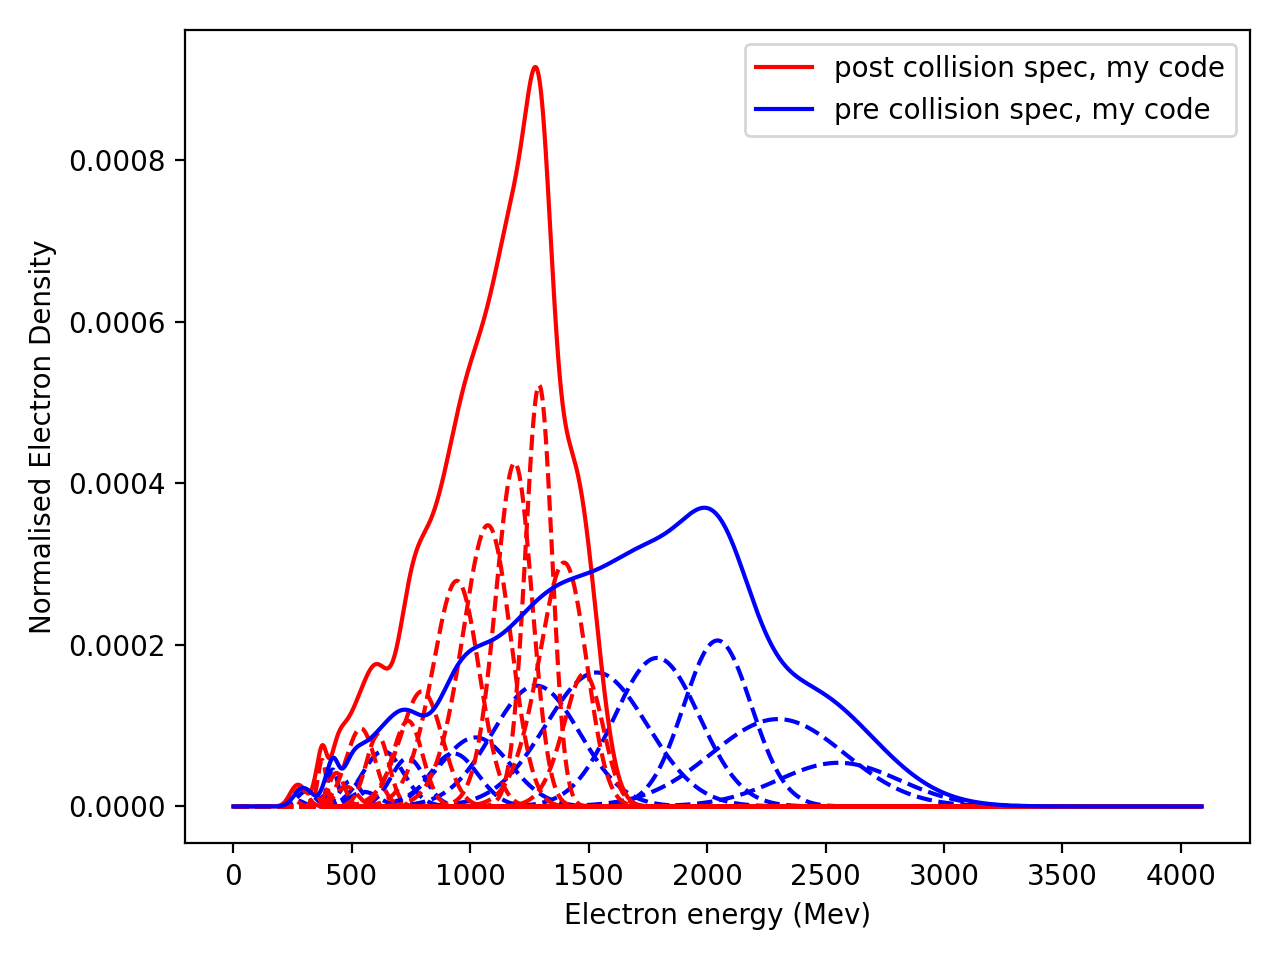 post collision spec, my code
pre collision spec, my code
0.0008
0.0006
0.0004
0.0002
0.0000
Normalised Electron Density
0 500 1000 1500 2000 2500 3000 3500 4000
Electron energy (Mev)